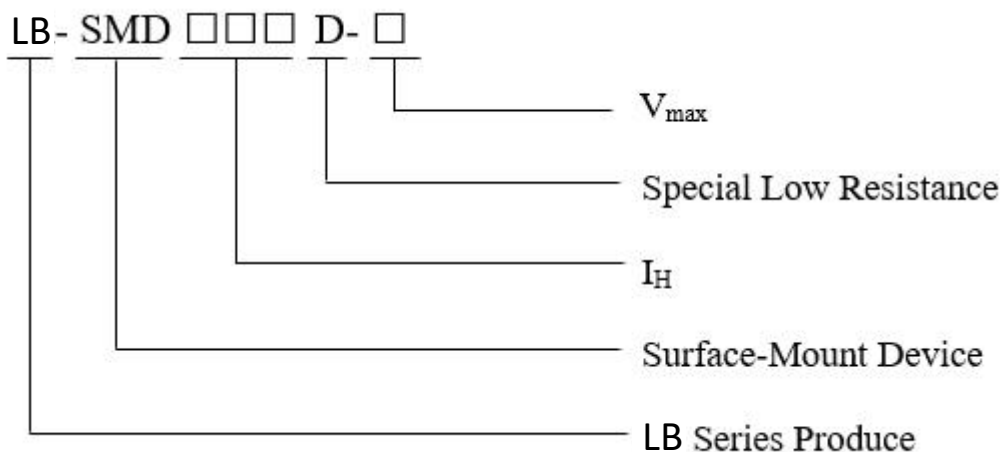 LB- SMD □□□ D- □
Vmax
Special Low Resistance
IH
Surface-Mount Device
LB Series Produce